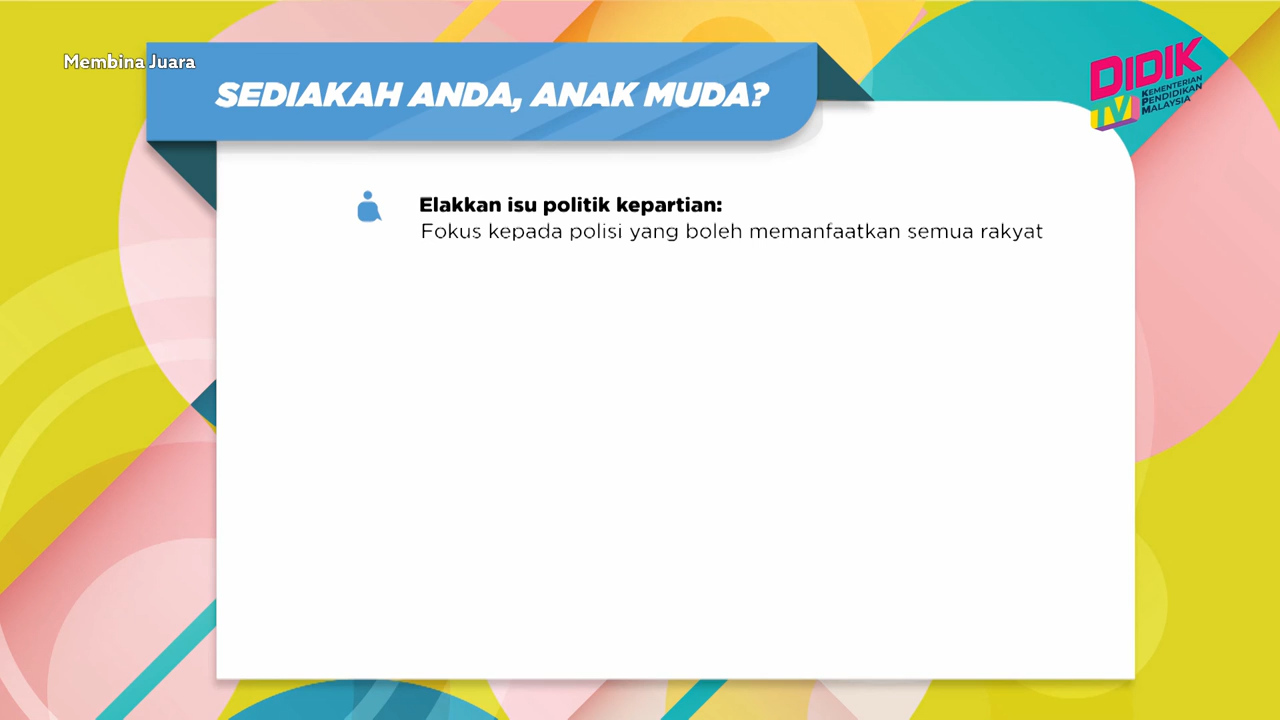 Membina Juara
SEDIAKAH ANDA, ANAK MUDA?
DIDIK
TV
KEMENTERIAN
PENDIDIKAN
MALAYSIA
Elakkan isu politik kepartian:
Fokus kepada polisi yang boleh memanfaatkan semua rakyat